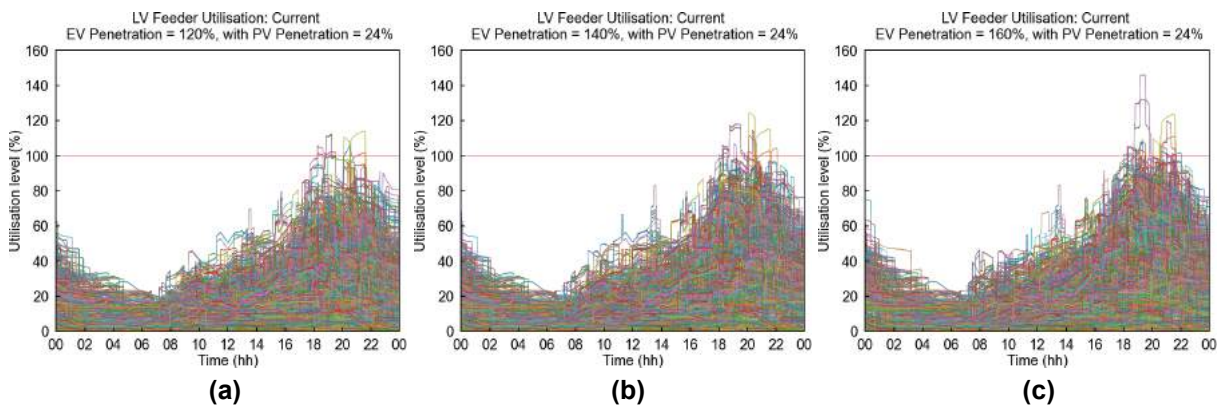 LV Feeder Utilisation: Current
EV Penetration = 120%, with PV Penetration = 24%
160
140
120
100
80
60
40
20
0
Utilisation level (%)
00 02 04 06 08 10 12 14 16 18 20 22 00
Time (hh)
(a)
LV Feeder Utilisation: Current
EV Penetration = 140%, with PV Penetration = 24%
160
140
120
100
80
60
40
20
0
Utilisation level (%)
00 02 04 06 08 10 12 14 16 18 20 22 00
Time (hh)
(b)
LV Feeder Utilisation: Current
EV Penetration = 160%, with PV Penetration = 24%
160
140
120
100
80
60
40
20
0
Utilisation level (%)
00 02 04 06 08 10 12 14 16 18 20 22 00
Time (hh)
(c)